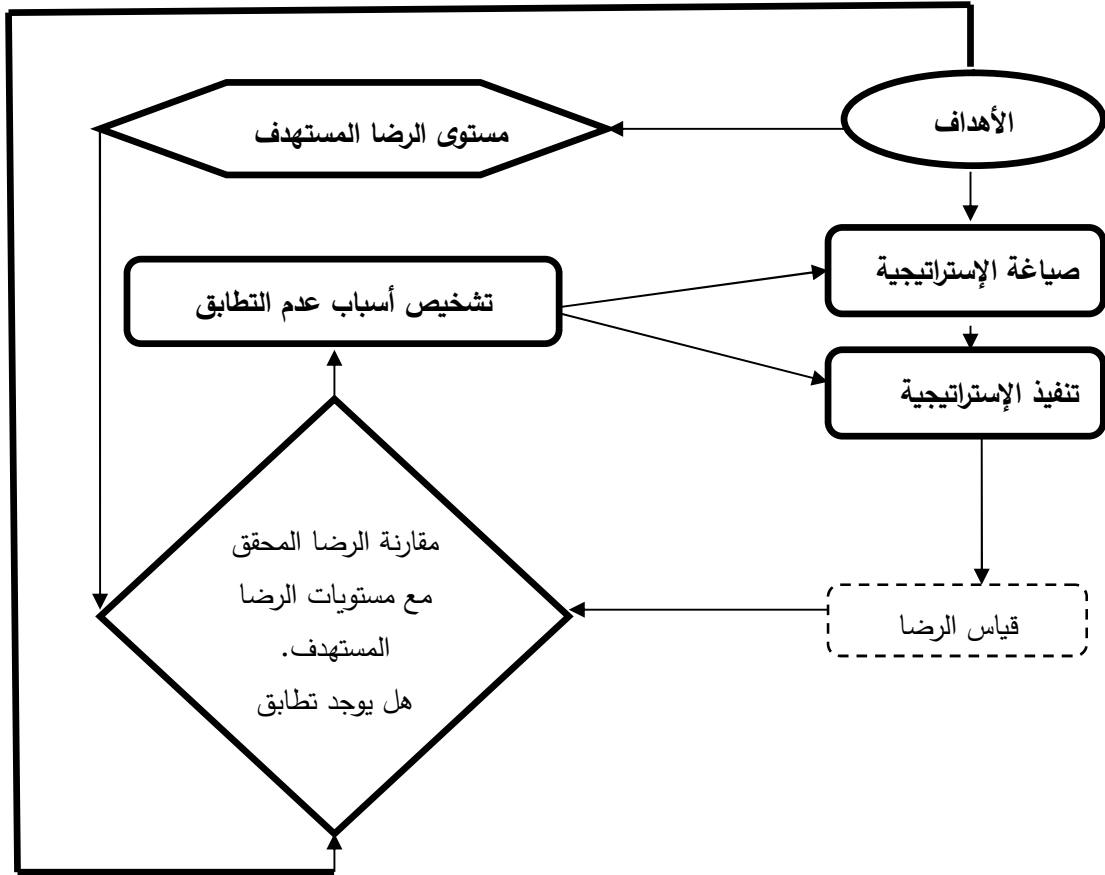 الأهداف
مستوى الرضا المستهدف
صياغة الإستراتيجية
تشخيص أسباب عدم التطابق
تنفيذ الإستراتيجية
مقارنة الرضا المحقق
مع مستويات الرضا
المستهدف.
هل يوجد تطابق
قياس الرضا